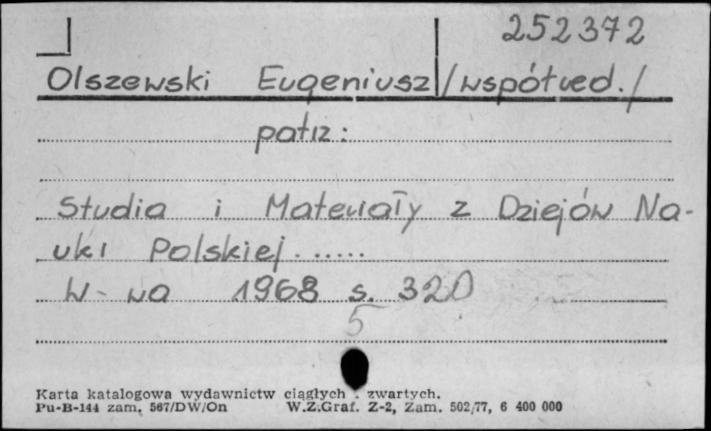 252372
Olszewski Eugeniusz /współred./
patrz:
Studia i Materiały z Dziejów Na-
uki Polskiej......
W-wa 1968 s. 320
5
Karta katalogowa wydawnictw ciągłych i zwartych.
Pu-B-144 zam. 567/DW/On W.Z.Graf. Z-2, Zam. 502/77, 6 400 000